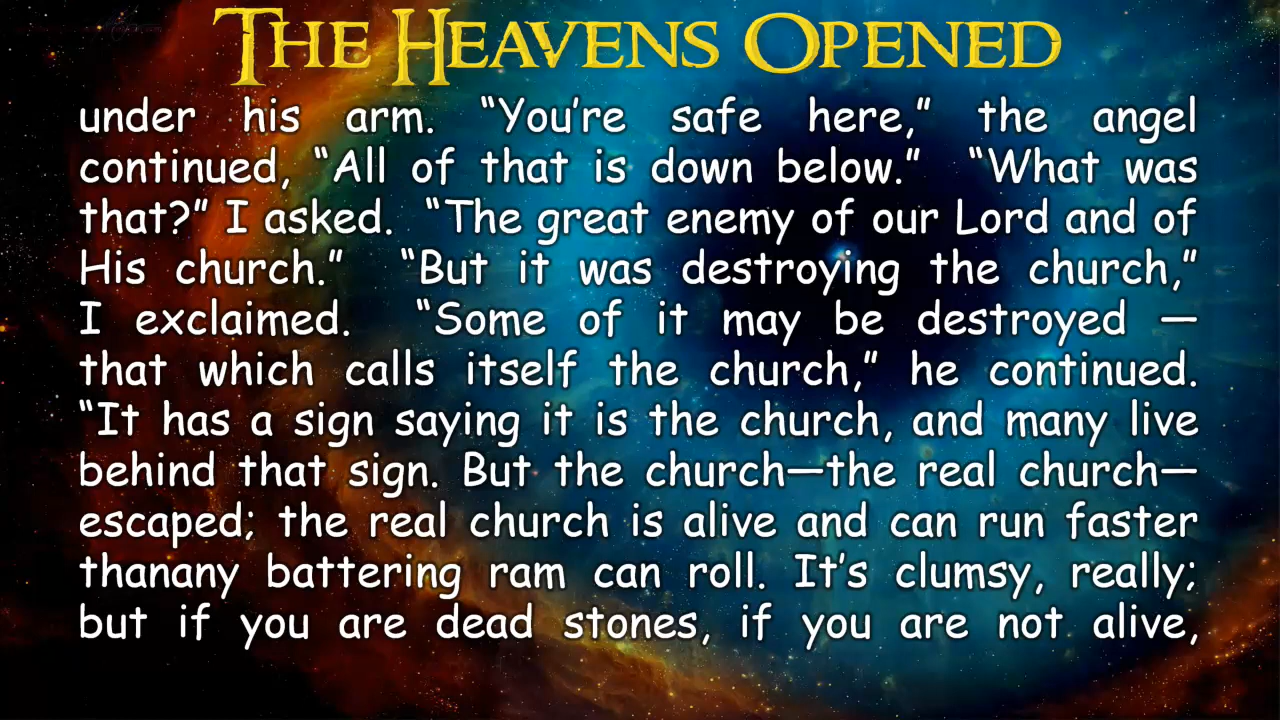 THE HEAVENS OPENED
under his arm. “You’re safe here,” the angel
continued, “All of that is down below.” “What was
that?” I asked. “The great enemy of our Lord and of
His church.” “But it was destroying the church,”
I exclaimed. “Some of it may be destroyed —
that which calls itself the church,” he continued.
“It has a sign saying it is the church, and many live
behind that sign. But the church—the real church—
escaped; the real church is alive and can run faster
thanany battering ram can roll. It’s clumsy, really;
but if you are dead stones, if you are not alive,